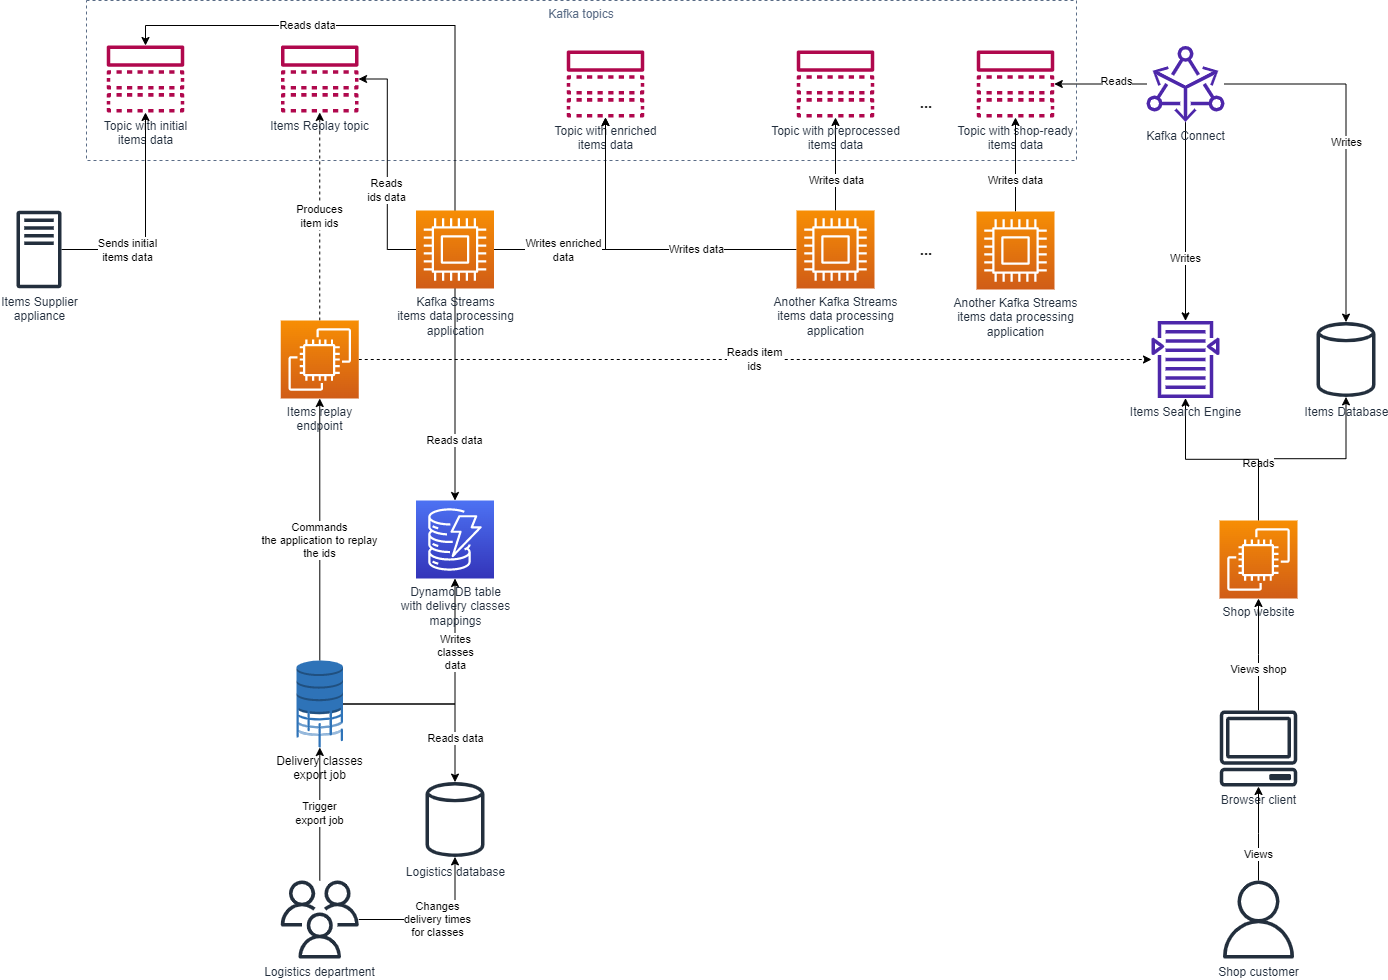 Kafka topics
Reads data
Topic with initial
items data
Items Replay topic
Topic with enriched
items data
Topic with preprocessed
items data
...
Topic with shop-ready
items data
Reads
Kafka Connect
Writes
Reads
ids data
Writes data
Writes data
Produces
item ids
Sends initial
items data
Writes enriched
data
Writes data
...
Writes
Items Supplier
appliance
Kafka Streams
items data processing
application
Another Kafka Streams
items data processing
application
Another Kafka Streams
items data processing
application
Reads item
ids
Items replay
endpoint
Items Search Engine
Items Database
Reads data
Reads
Commands
the application to replay
the ids
DynamoDB table
with delivery classes
mappings
Shop website
Writes
classes
data
Views shop
Reads data
Delivery classes
export job
Trigger
export job
Browser client
Views
Logistics database
Changes
delivery times
for classes
Logistics department
Shop customer